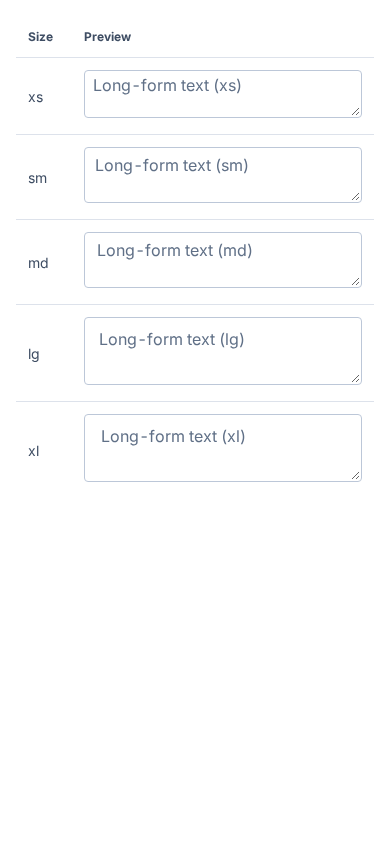 Size Preview
xs Long-form text (xs)
sm Long-form text (sm)
md Long-form text (md)
lg Long-form text (lg)
xl Long-form text (xl)